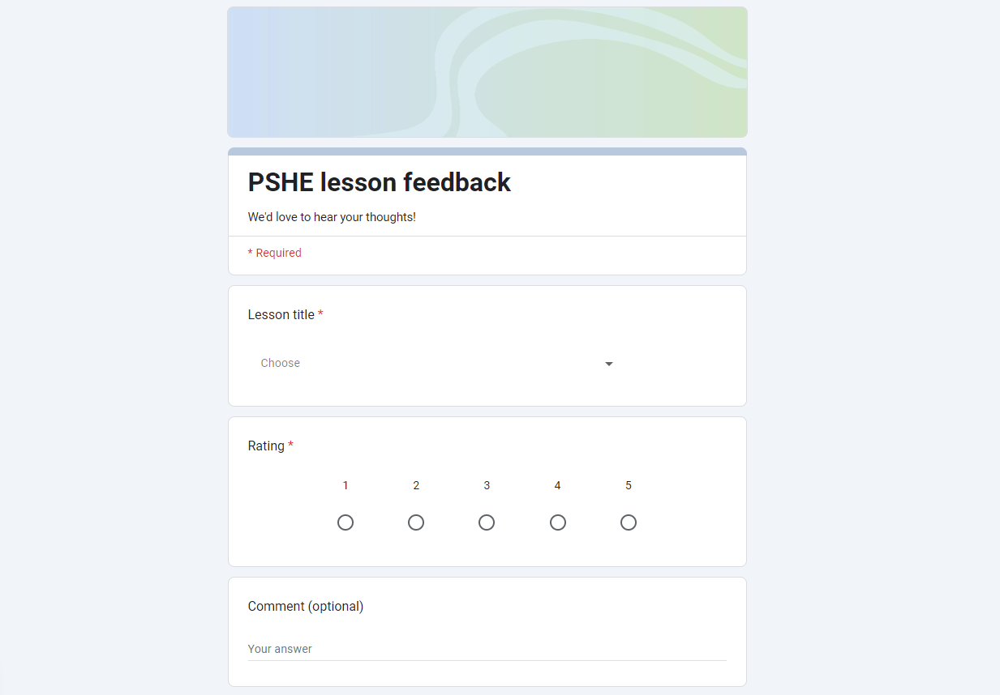 PSHE lesson feedback
We'd love to hear your thoughts!
* Required
Lesson title *
Choose
Rating *
1 2 3 4 5
Comment (optional)
Your answer